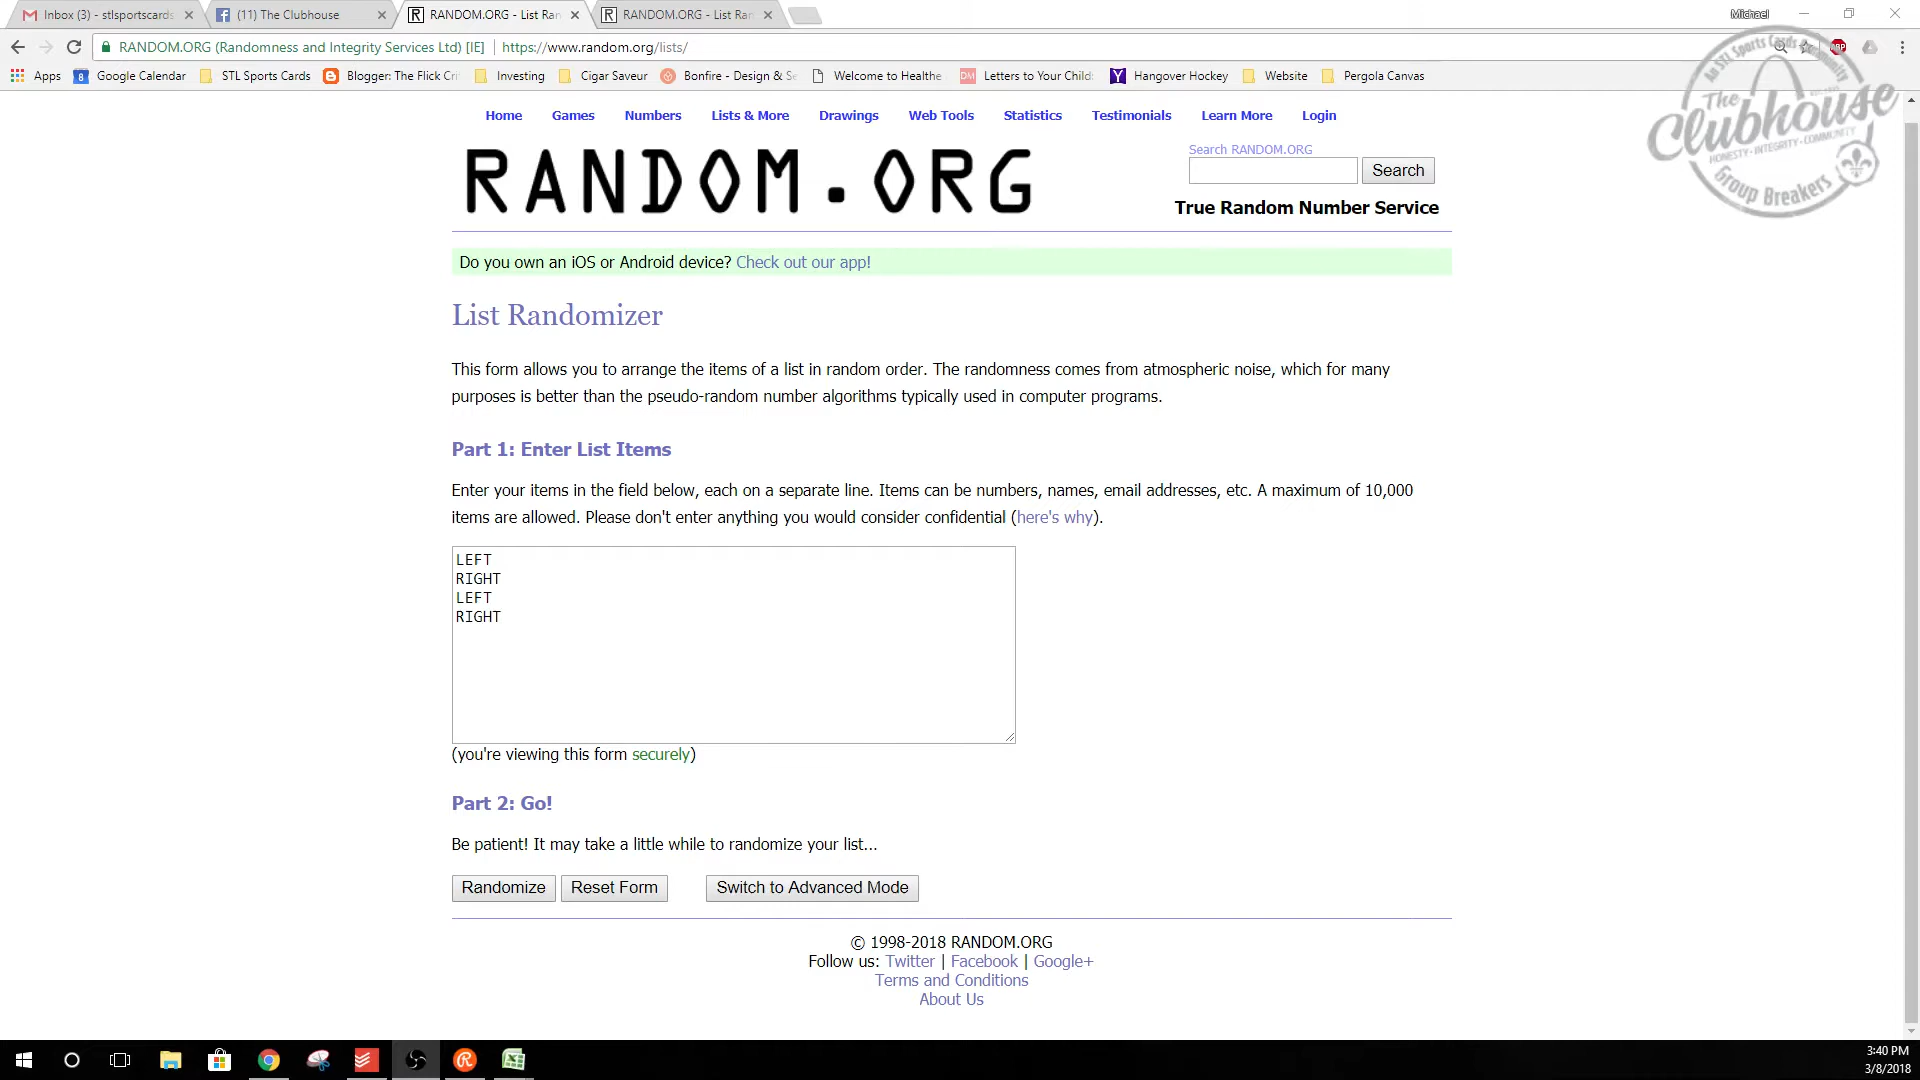 Inbox (3) - stlsportscards
(11) The Clubhouse
RANDOM.ORG - List Ran
RANDOM.ORG - List Ran
Michael
RANDOM.ORG (Randomness and Integrity Services Ltd) [IE]
https://www.random.org/lists/
Apps
Google Calendar
STL Sports Cards
Blogger: The Flick Cri
Investing
Cigar Saveur
Bonfire - Design & Se
Welcome to Healthe
DM Letters to Your Child
Hangover Hockey
Website
Pergola Canvas
An STL Sports Cards Community
The
Clubhouse
HONESTY · INTEGRITY · COMMUNITY
Group Breakers
Home Games Numbers Lists & More Drawings Web Tools Statistics Testimonials Learn More Login
RANDOM.ORG
Search RANDOM.ORG
Search
True Random Number Service
Do you own an iOS or Android device? Check out our app!
List Randomizer
This form allows you to arrange the items of a list in random order. The randomness comes from atmospheric noise, which for many
purposes is better than the pseudo-random number algorithms typically used in computer programs.
Part 1: Enter List Items
Enter your items in the field below, each on a separate line. Items can be numbers, names, email addresses, etc. A maximum of 10,000
items are allowed. Please don't enter anything you would consider confidential (here's why).
LEFT
RIGHT
LEFT
RIGHT
(you're viewing this form securely)
Part 2: Go!
Be patient! It may take a little while to randomize your list...
Randomize
Reset Form
Switch to Advanced Mode
© 1998-2018 RANDOM.ORG
Follow us: Twitter | Facebook | Google+
Terms and Conditions
About Us
3:40 PM
3/8/2018